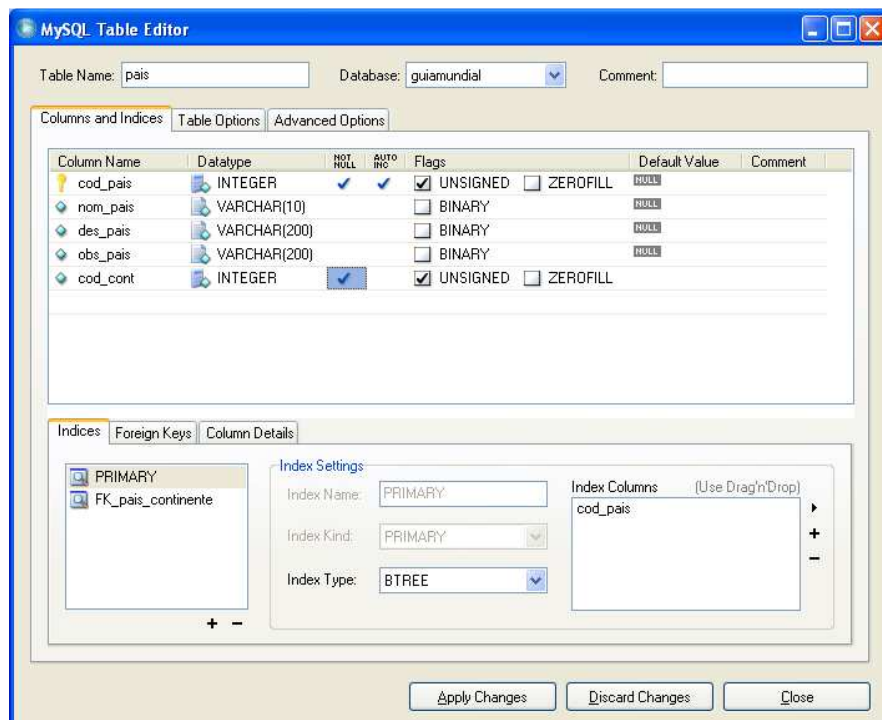 MySQL Table Editor
Table Name: pais Database: guiamundial Comment:
Columns and Indices Table Options Advanced Options
Column Name Datatype NOT NULL AUTO INC Flags Default Value Comment
cod_pais INTEGER UNSIGNED ZEROFILL NULL
nom_pais VARCHAR(10) BINARY NULL
des_pais VARCHAR(200) BINARY NULL
obs_pais VARCHAR(200) BINARY NULL
cod_cont INTEGER UNSIGNED ZEROFILL
Indices Foreign Keys Column Details
PRIMARY
FK_pais_continente
Index Settings
Index Name: PRIMARY
Index Kind: PRIMARY
Index Type: BTREE
Index Columns (Use Drag'n'Drop)
cod_pais
Apply Changes Discard Changes Close